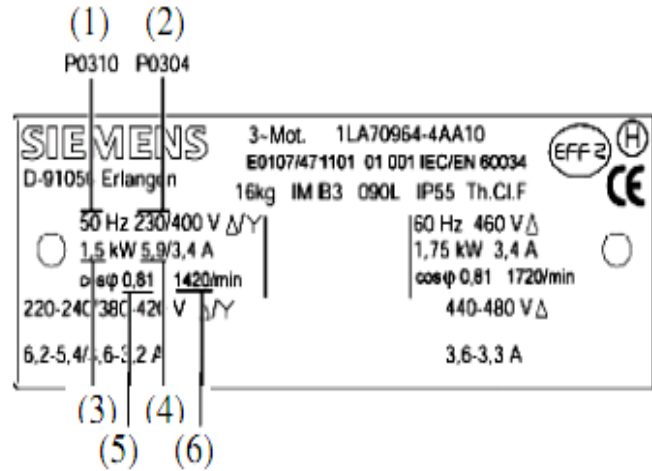 (1) (2)
P0310 P0304
SIEMENS
3~Mot. 1LA70964-4AA10
E0107/471101 01 001 IEC/EN 60034
EFF 2
H
D-91056 Erlangen
16kg IM B3 090L IP55 Th.Cl.F
CE
50 Hz 230/400 V Δ/Y
60 Hz 460 V Δ
1,5 kW 5,9/3,4 A
1,75 kW 3,4 A
cosφ 0,81 1420/min
cosφ 0,81 1720/min
220-240/380-420 V Δ/Y
440-480 V Δ
6,2-5,4/3,6-3,2 A
3,6-3,3 A
(3) (4)
(5) (6)